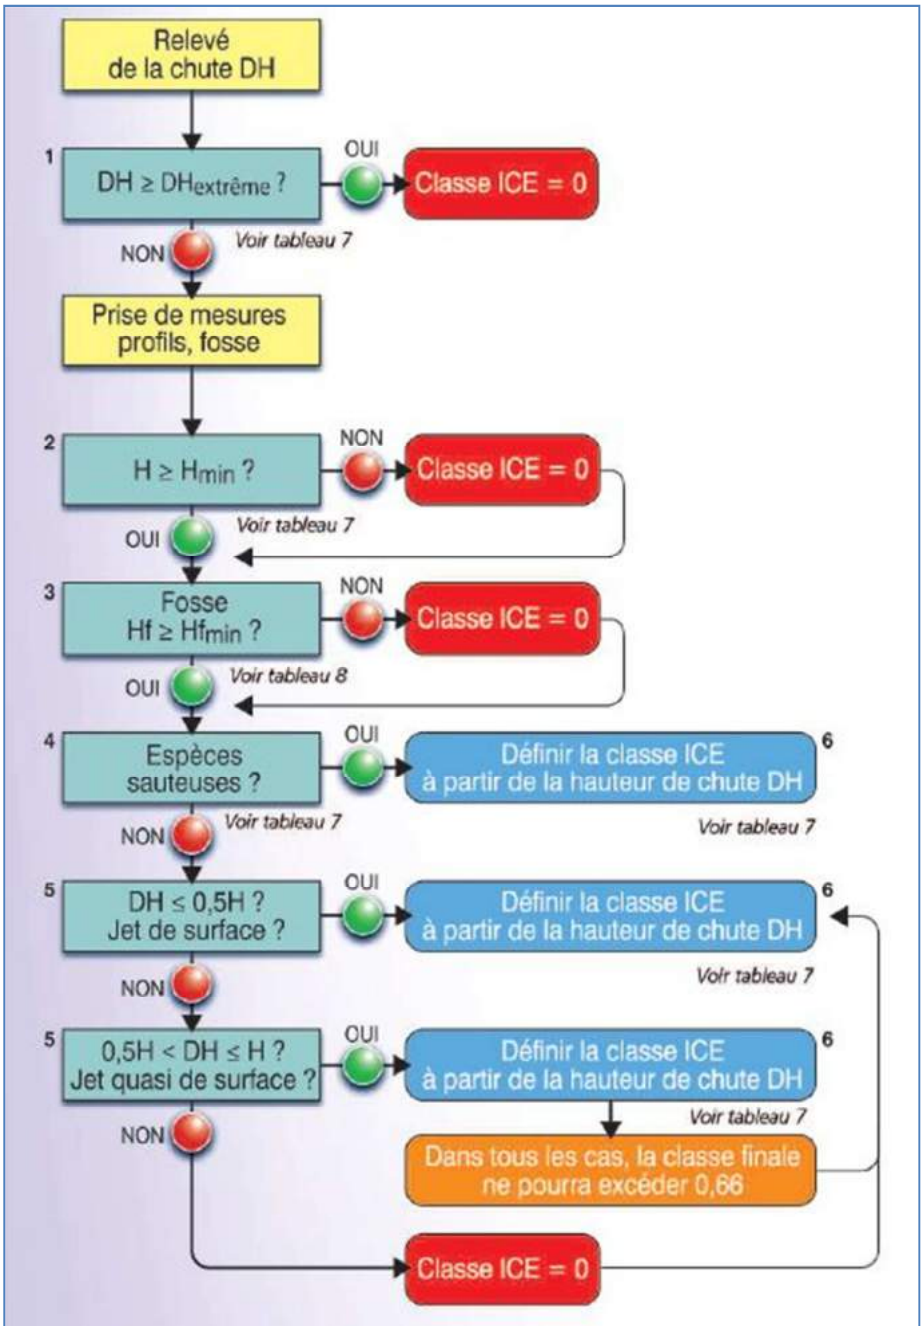 Relevé
de la chute DH
1
DH ≥ DHextrême ?
OUI
Classe ICE = 0
Voir tableau 7
NON
Prise de mesures
profils, fosse
2
H ≥ Hmin ?
NON
Classe ICE = 0
Voir tableau 7
OUI
3
Fosse
Hf ≥ Hfmin ?
NON
Classe ICE = 0
Voir tableau 8
OUI
4
Espèces
sauteuses ?
OUI
Définir la classe ICE
à partir de la hauteur de chute DH
6
Voir tableau 7
Voir tableau 7
NON
5
DH ≤ 0,5H ?
Jet de surface ?
OUI
Définir la classe ICE
à partir de la hauteur de chute DH
6
Voir tableau 7
NON
5
0,5H < DH ≤ H ?
Jet quasi de surface ?
OUI
Définir la classe ICE
à partir de la hauteur de chute DH
6
Voir tableau 7
NON
Dans tous les cas, la classe finale
ne pourra excéder 0,66
Classe ICE = 0